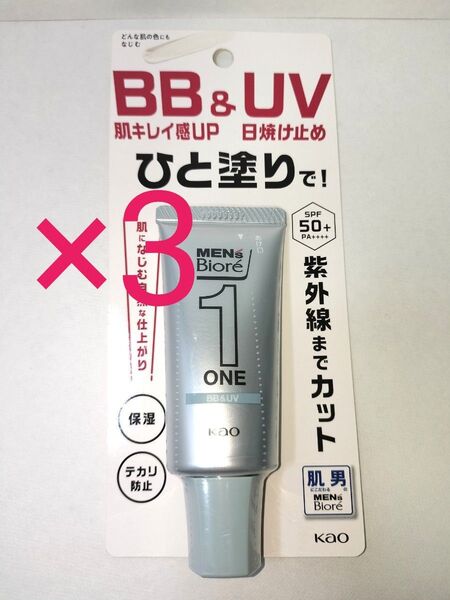 どんな肌の色にも
なじむ
BB & UV
肌キレイ感UP 日焼け止め
ひと塗りで!
×3
肌になじむ自然な仕上がり
SPF
50+
PA++++
紫外線までカット
あけ口
MEN's
Bioré
1
ONE
BB&UV
Kao
保湿
テカリ
防止
肌男
MEN's
Bioré
Kao